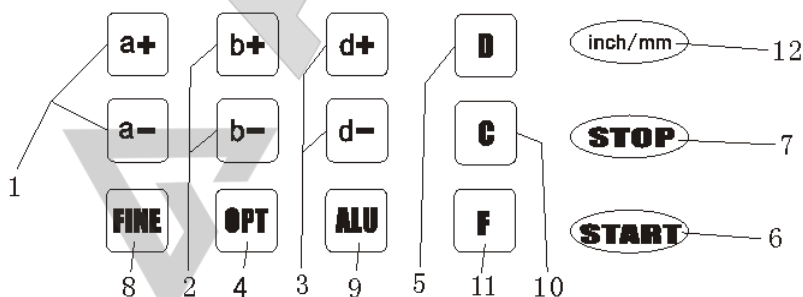 a+ b+ d+ D inch/mm
12
a- b- d- C STOP
7
1
FINE OPT ALU F START
8 2 4 3 9 5 11 10 6